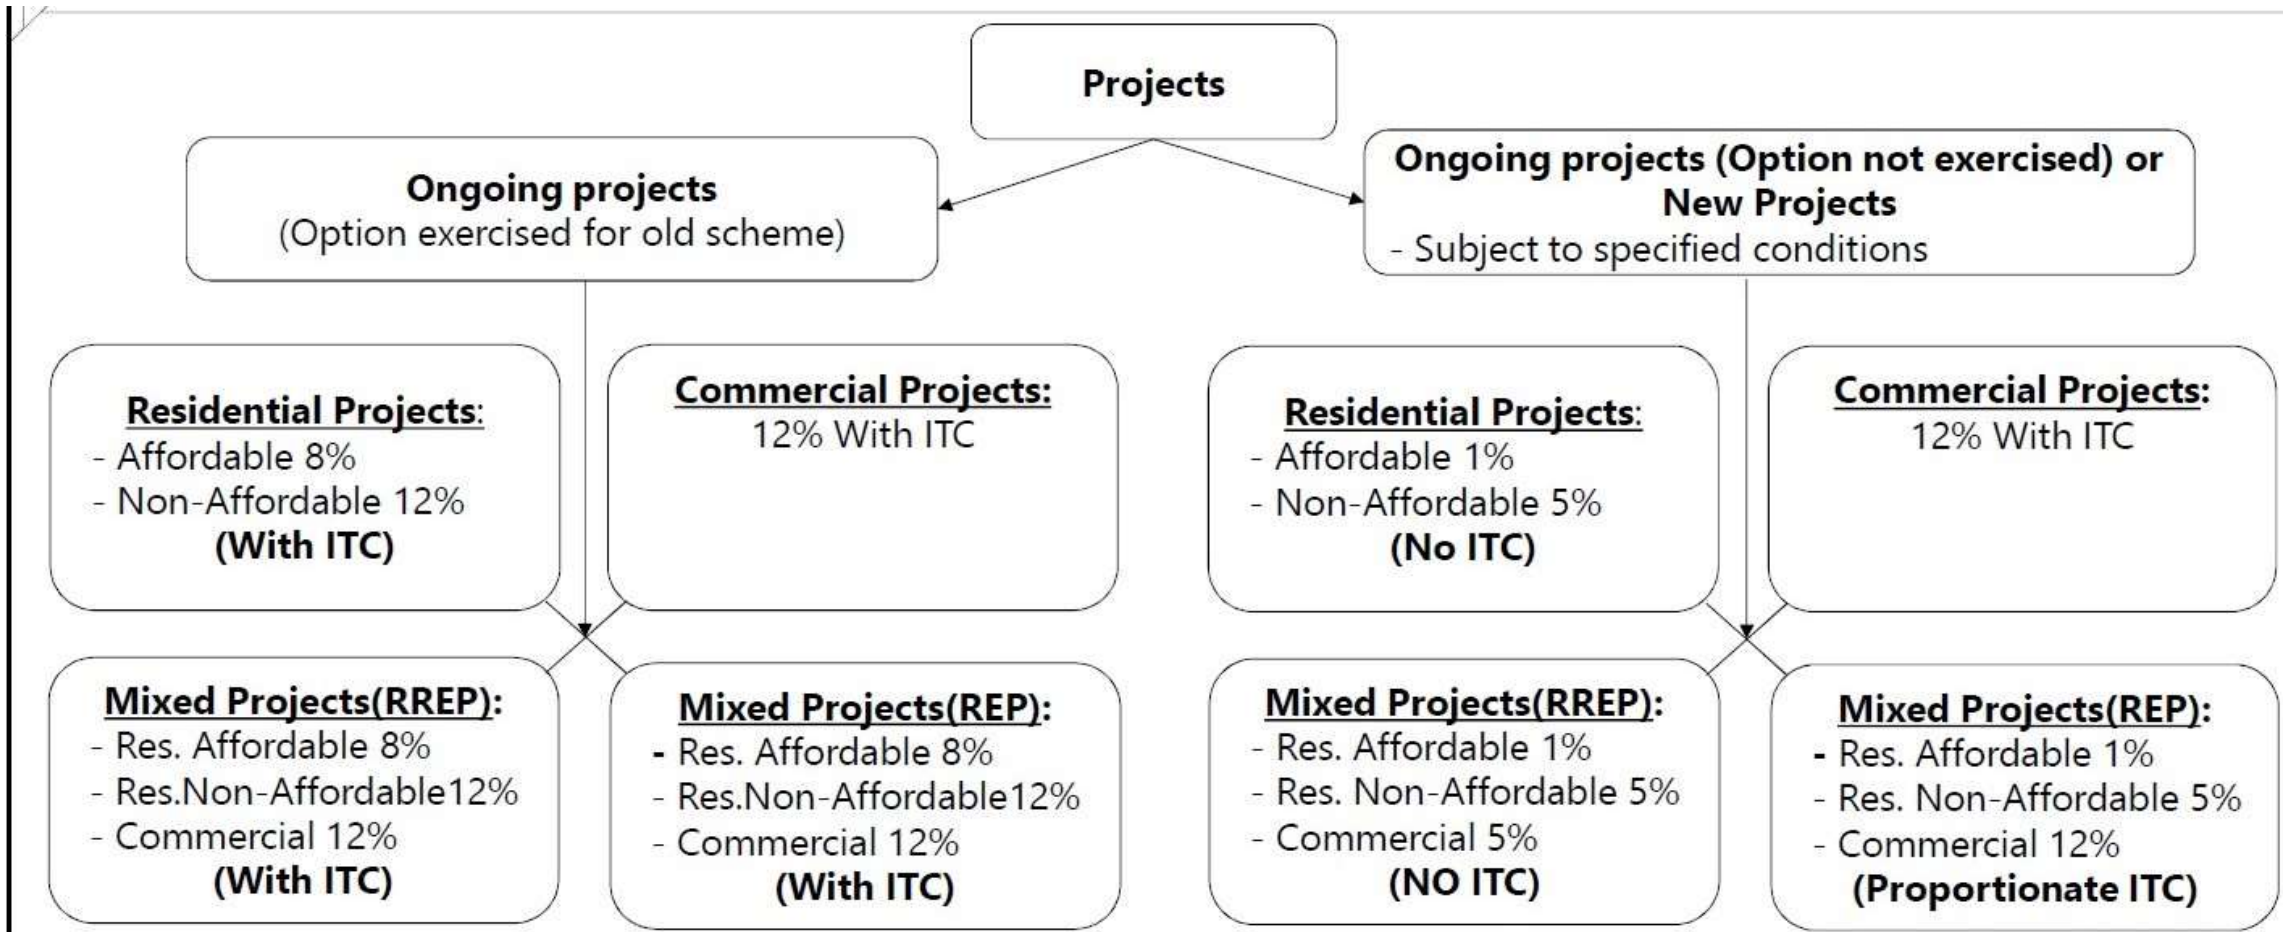 Projects
Ongoing projects
(Option exercised for old scheme)
Ongoing projects (Option not exercised) or
New Projects
- Subject to specified conditions
Residential Projects:
- Affordable 8%
- Non-Affordable 12%
(With ITC)
Commercial Projects:
12% With ITC
Residential Projects:
- Affordable 1%
- Non-Affordable 5%
(No ITC)
Commercial Projects:
12% With ITC
Mixed Projects(RREP):
- Res. Affordable 8%
- Res.Non-Affordable12%
- Commercial 12%
(With ITC)
Mixed Projects(REP):
- Res. Affordable 8%
- Res.Non-Affordable12%
- Commercial 12%
(With ITC)
Mixed Projects(RREP):
- Res. Affordable 1%
- Res. Non-Affordable 5%
- Commercial 5%
(NO ITC)
Mixed Projects(REP):
- Res. Affordable 1%
- Res. Non-Affordable 5%
- Commercial 12%
(Proportionate ITC)